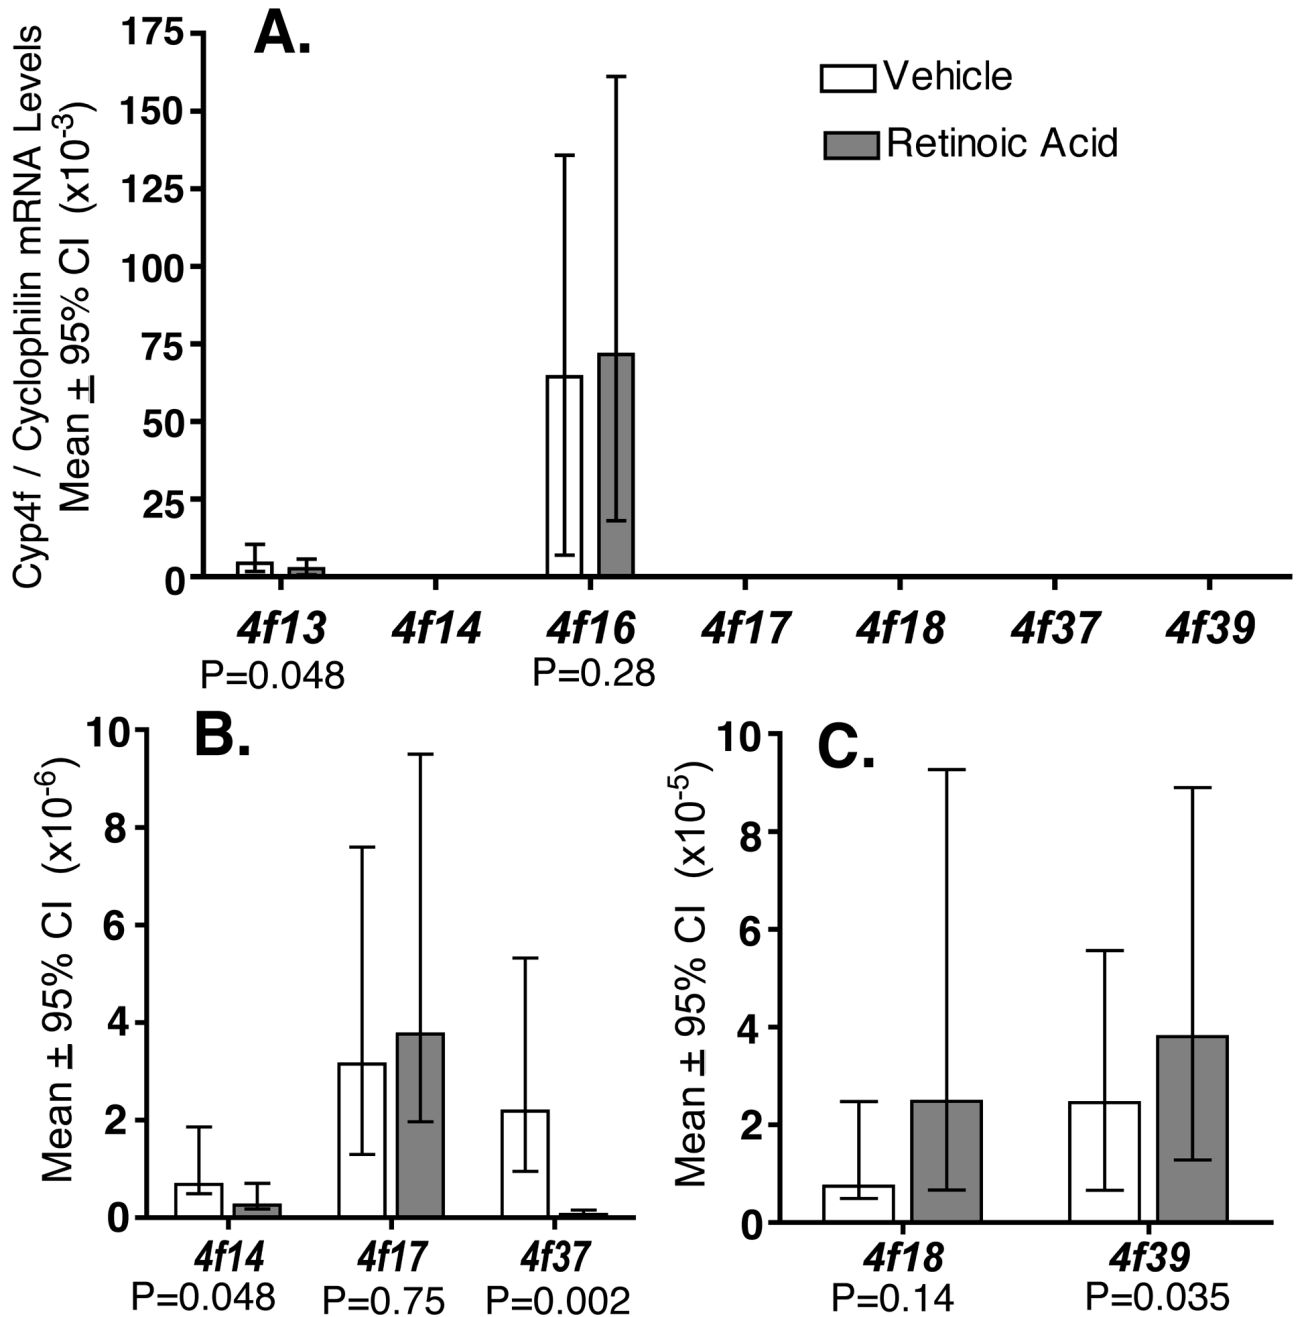 A.
Cyp4f / Cyclophilin mRNA Levels
Mean ± 95% CI (x10-3)
175
150
125
100
75
50
25
0
Vehicle
Retinoic Acid
4f13 4f14 4f16 4f17 4f18 4f37 4f39
P=0.048 P=0.28
B.
Mean ± 95% CI (x10-6)
10
8
6
4
2
0
4f14 4f17 4f37
P=0.048 P=0.75 P=0.002
C.
Mean ± 95% CI (x10-5)
10
8
6
4
2
0
4f18 4f39
P=0.14 P=0.035